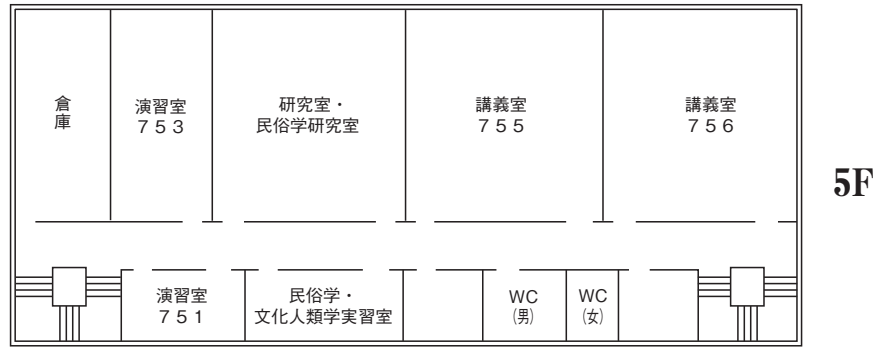 倉庫
演習室
７５３
研究室・
民俗学研究室
講義室
７５５
講義室
７５６
5F
演習室
７５１
民俗学・
文化人類学実習室
WC
(男)
WC
(女)